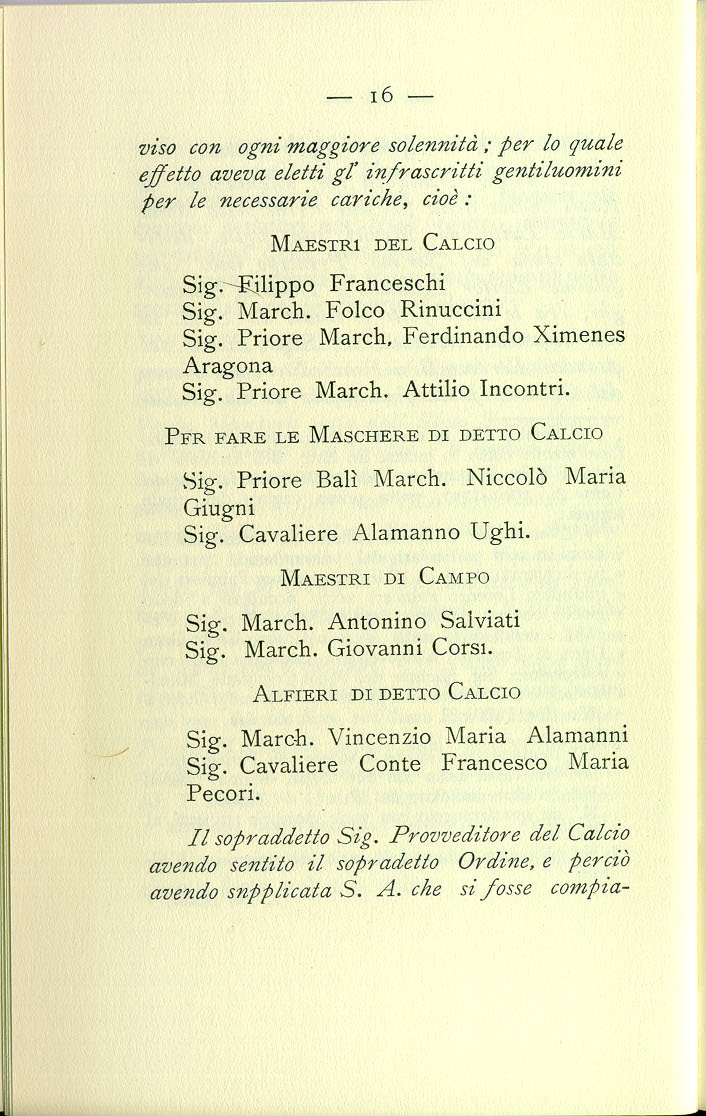 — 16 —
viso con ogni maggiore solennità ; per lo quale
effetto aveva eletti gl' infrascritti gentiluomini
per le necessarie cariche, cioè :
MAESTRI DEL CALCIO
Sig. Filippo Franceschi
Sig. March. Folco Rinuccini
Sig. Priore March. Ferdinando Ximenes
Aragona
Sig. Priore March. Attilio Incontri.
PFR FARE LE MASCHERE DI DETTO CALCIO
Sig. Priore Balì March. Niccolò Maria
Giugni
Sig. Cavaliere Alamanno Ughi.
MAESTRI DI CAMPO
Sig. March. Antonino Salviati
Sig. March. Giovanni Corsi.
ALFIERI DI DETTO CALCIO
Sig. March. Vincenzio Maria Alamanni
Sig. Cavaliere Conte Francesco Maria
Pecori.
Il sopraddetto Sig. Provveditore del Calcio
avendo sentito il sopradetto Ordine, e perciò
avendo snpplicata S. A. che si fosse compia-